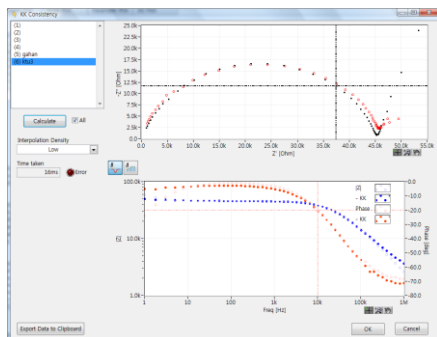 KK Consistency
(1)
(2)
(3)
(4)
(5) gahan
(6) ktu3
Calculate
All
Interpolation Density
Low
Time taken
16ms
Error
Export Data to Clipboard
-Z" [Ohm]
25.0k
22.5k
20.0k
17.5k
15.0k
12.5k
10.0k
7.5k
5.0k
2.5k
0.0
0.0 5.0k 10.0k 15.0k 20.0k 25.0k 30.0k 35.0k 40.0k 45.0k 50.0k 55.0k
Z' [Ohm]
|Z|
100.0k
10.0k
1.0k
1 10 100 1k 10k 100k 1M
Freq [Hz]
|Z|
- KK
Phase
- KK
20.0
0.0
-10.0
-20.0
-30.0
-40.0
-50.0
-60.0
-70.0
-80.0
Phase [deg]
OK
Cancel